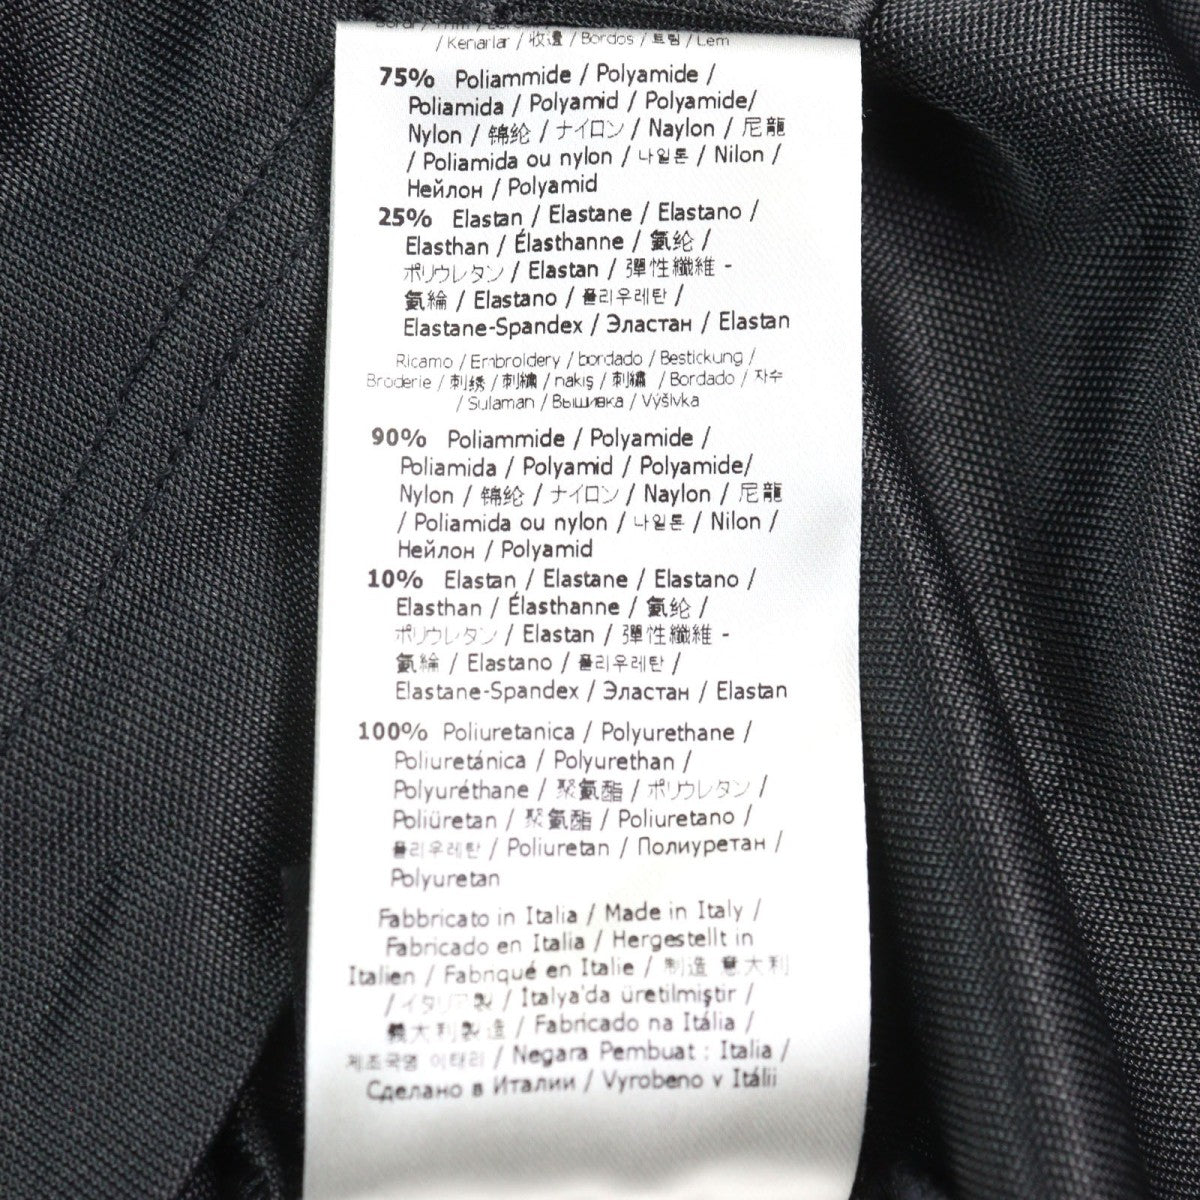 / Kenarlar / 收邊 / Bordos / 트림 / Lem
75% Poliammide / Polyamide /
Poliamida / Polyamid / Polyamide/
Nylon / 锦纶 / ナイロン / Naylon / 尼龍
/ Poliamida ou nylon / 나일론 / Nilon /
Нейлон / Polyamid
25% Elastan / Elastane / Elastano /
Elasthan / Élasthanne / 氨纶 /
ポリウレタン / Elastan / 彈性纖維 -
氨綸 / Elastano / 폴리우레탄 /
Elastane-Spandex / Эластан / Elastan
Ricamo / Embroidery / bordado / Bestickung /
Broderie / 刺绣 / 刺繍 / nakış / 刺繡 / Bordado / 자수
/ Sulaman / Вышивка / Výšivka
90% Poliammide / Polyamide /
Poliamida / Polyamid / Polyamide/
Nylon / 锦纶 / ナイロン / Naylon / 尼龍
/ Poliamida ou nylon / 나일론 / Nilon /
Нейлон / Polyamid
10% Elastan / Elastane / Elastano /
Elasthan / Élasthanne / 氨纶 /
ポリウレタン / Elastan / 彈性纖維 -
氨綸 / Elastano / 폴리우레탄 /
Elastane-Spandex / Эластан / Elastan
100% Poliuretanica / Polyurethane /
Poliuretánica / Polyurethan /
Polyuréthane / 聚氨酯 / ポリウレタン /
Poliüretan / 聚氨酯 / Poliuretano /
폴리우레탄 / Poliuretan / Полиуретан /
Polyuretan
Fabbricato in Italia / Made in Italy /
Fabricado en Italia / Hergestellt in
Italien / Fabriqué en Italie / 制造 意大利
/ イタリア製 / Italya'da üretilmiştir /
義大利製造 / Fabricado na Itália /
제조국명 이태리 / Negara Pembuat : Italia /
Сделано в Италии / Vyrobeno v Itálii